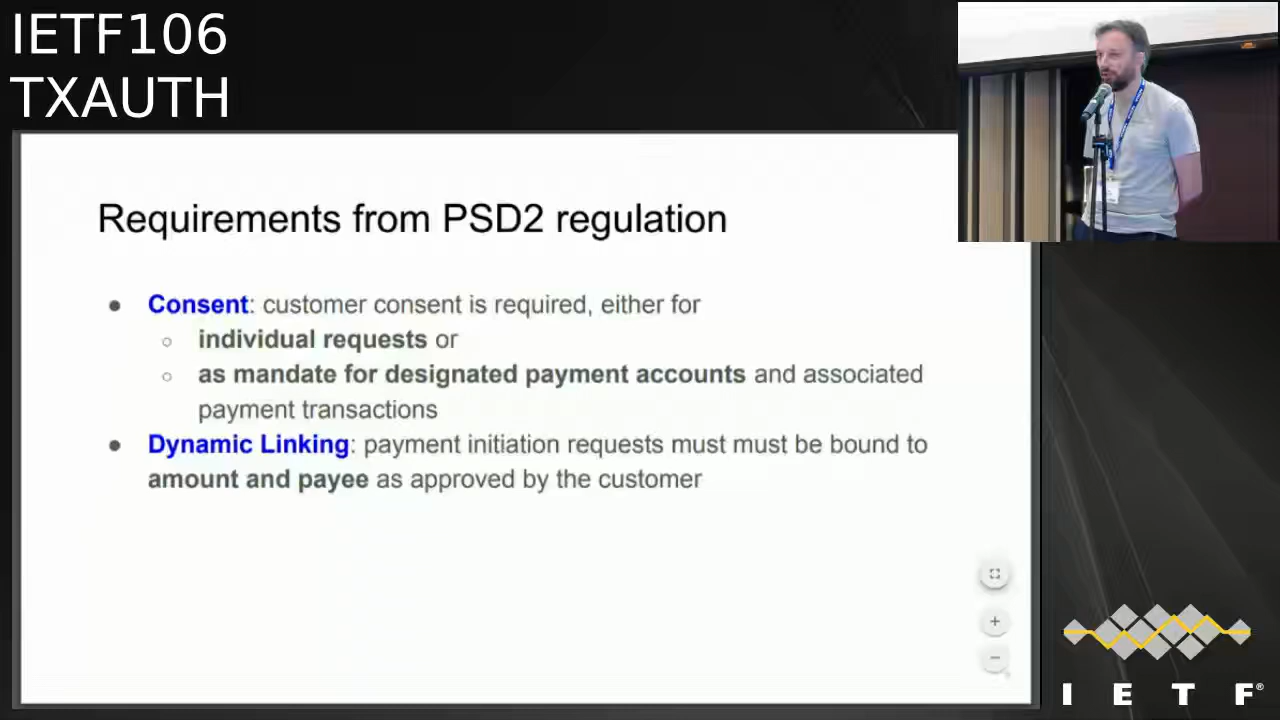 IETF106
TXAUTH
Requirements from PSD2 regulation
● Consent: customer consent is required, either for
○ individual requests or
○ as mandate for designated payment accounts and associated
payment transactions
● Dynamic Linking: payment initiation requests must must be bound to
amount and payee as approved by the customer
I E T F®